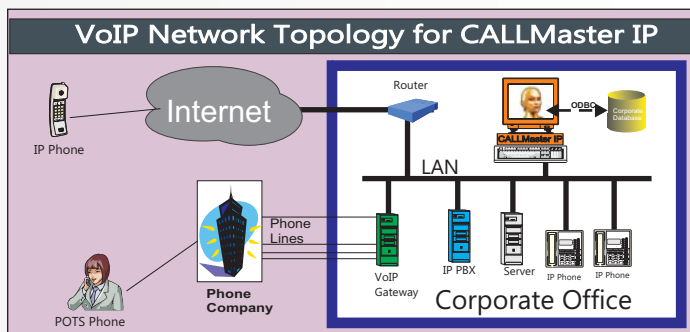 VoIP Network Topology for CALLMaster IP
Router
Internet
ODBC
Corporate
Database
CALLMaster IP
IP Phone
LAN
Phone
Lines
VoIP
Gateway
IP PBX
Server
IP Phone
IP Phone
Phone
Company
Corporate Office
POTS Phone